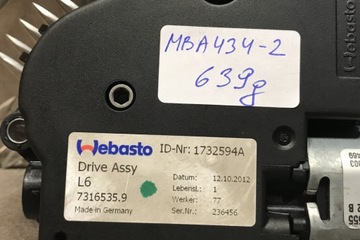 Webasto
MBA434-2
639g
Webasto ID-Nr: 1732594A
Drive Assy
L6
7316535.9
Made in Germany
Datum: 12.10.2012
LebensL: 1
Werker: 77
Ser.Nr.: 236456